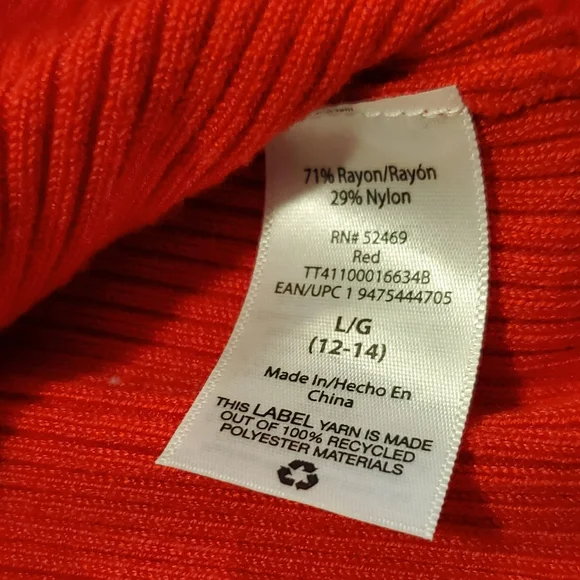 71% Rayon/Rayón
29% Nylon
RN# 52469
Red
TT41100016634B
EAN/UPC 1 9475444705
L/G
(12-14)
Made In/Hecho En
China
THIS LABEL YARN IS MADE
OUT OF 100% RECYCLED
POLYESTER MATERIALS